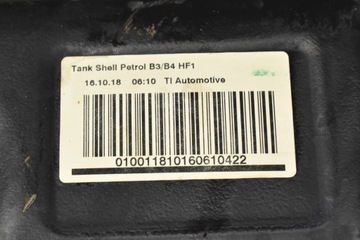 Tank Shell Petrol B3/B4 HF1
16.10.18 06:10 TI Automotive
010011810160610422